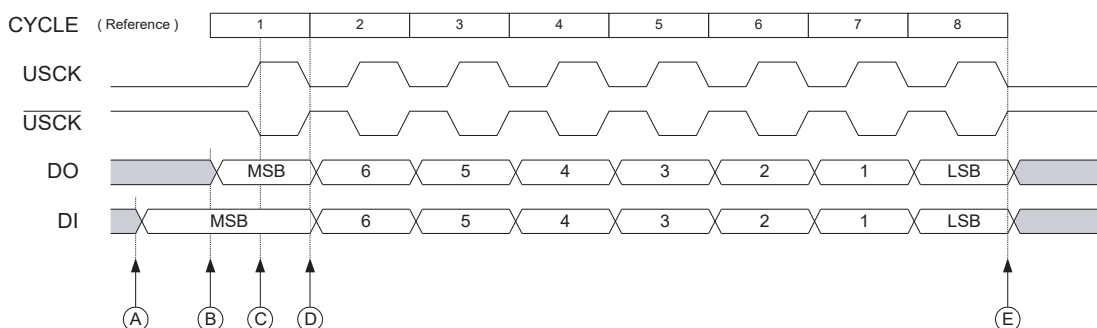 CYCLE ( Reference ) 1 2 3 4 5 6 7 8
USCK
USCK
DO MSB 6 5 4 3 2 1 LSB
DI MSB 6 5 4 3 2 1 LSB
A B C D E